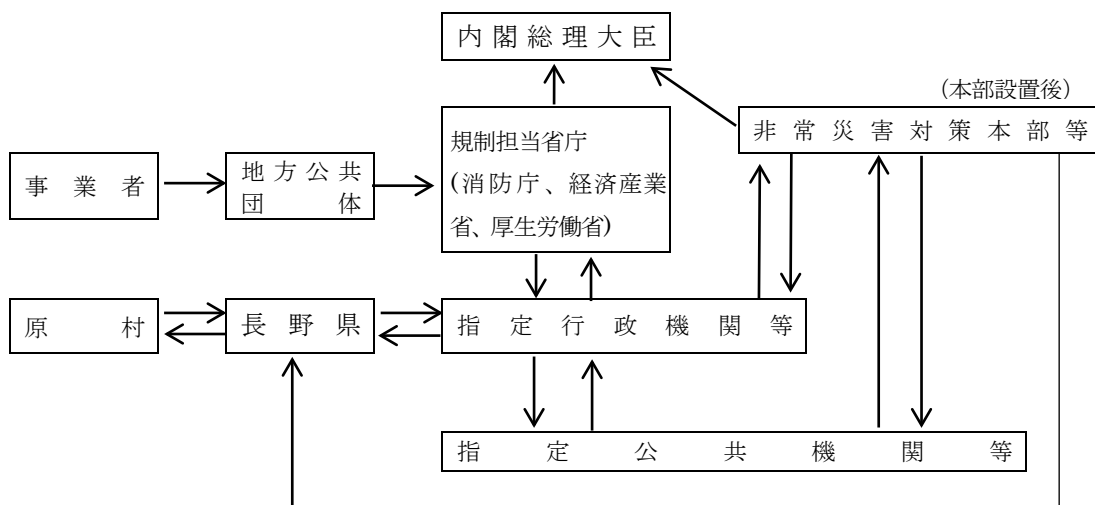 内閣総理大臣
(本部設置後)
非常災害対策本部等
規制担当省庁
(消防庁、経済産業
省、厚生労働省)
事業者
地方公共
団体
原村
長野県
指定行政機関等
指定公共機関等